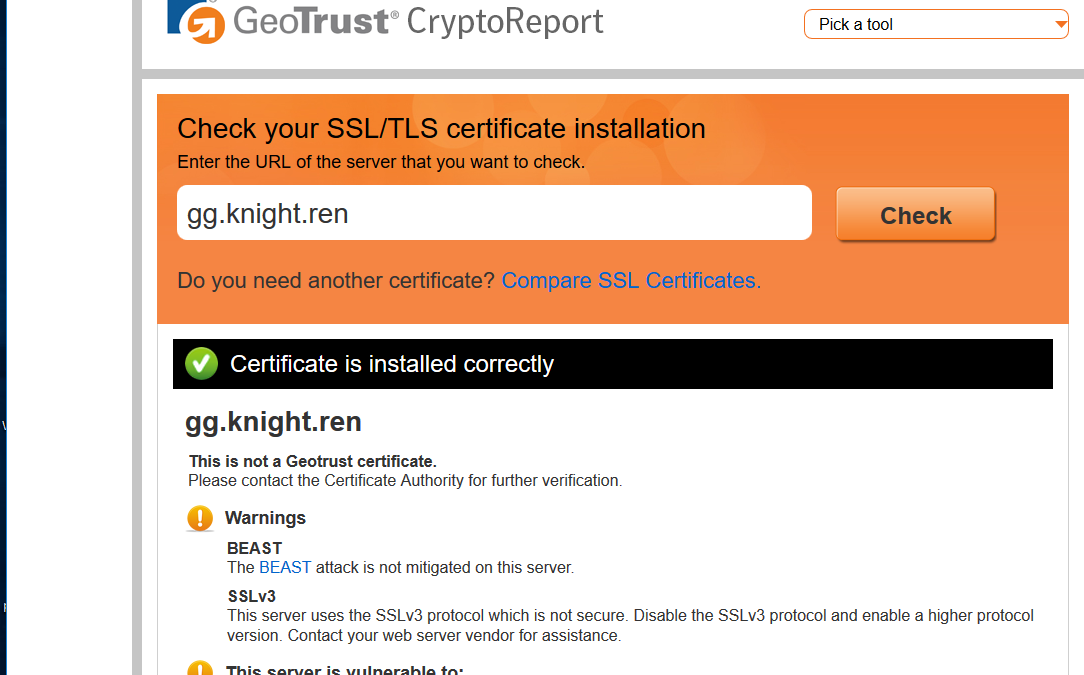 GeoTrust® CryptoReport
Pick a tool
Check your SSL/TLS certificate installation
Enter the URL of the server that you want to check.
gg.knight.ren
Check
Do you need another certificate? Compare SSL Certificates.
Certificate is installed correctly
gg.knight.ren
This is not a Geotrust certificate.
Please contact the Certificate Authority for further verification.
Warnings
BEAST
The BEAST attack is not mitigated on this server.
SSLv3
This server uses the SSLv3 protocol which is not secure. Disable the SSLv3 protocol and enable a higher protocol
version. Contact your web server vendor for assistance.
This server is vulnerable to: